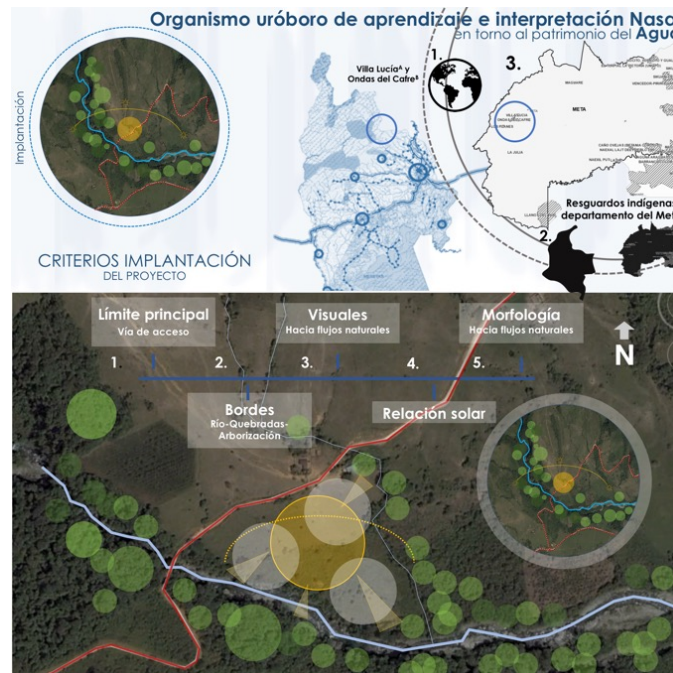 Organismo uróboro de aprendizaje e interpretación Nasa
en torno al patrimonio del Agua
Implantación
Villa Lucíaᴬ y
Ondas del Cafreᴮ
1.
3.
META
2.
Resguardos indígenas
departamento del Met
CRITERIOS IMPLANTACIÓN
DEL PROYECTO
Límite principal
Vía de acceso
Visuales
Hacia flujos naturales
Morfología
Hacia flujos naturales
N
1.
2.
3.
4.
5.
Bordes
Río-Quebradas-
Arborización
Relación solar